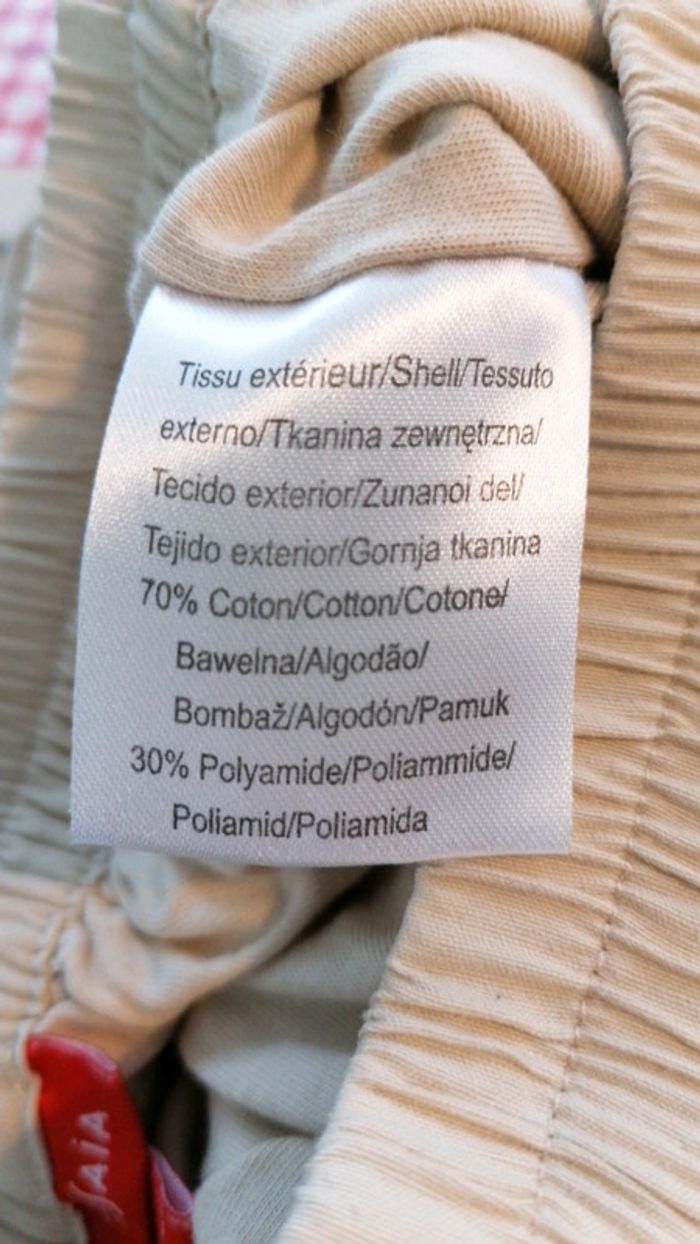 Tissu extérieur/Shell/Tessuto
externo/Tkanina zewnętrzna/
Tecido exterior/Zunanoi del/
Tejido exterior/Gornja tkanina
70% Coton/Cotton/Cotone/
Bawelna/Algodão/
Bombaž/Algodón/Pamuk
30% Polyamide/Poliammide/
Poliamid/Poliamida